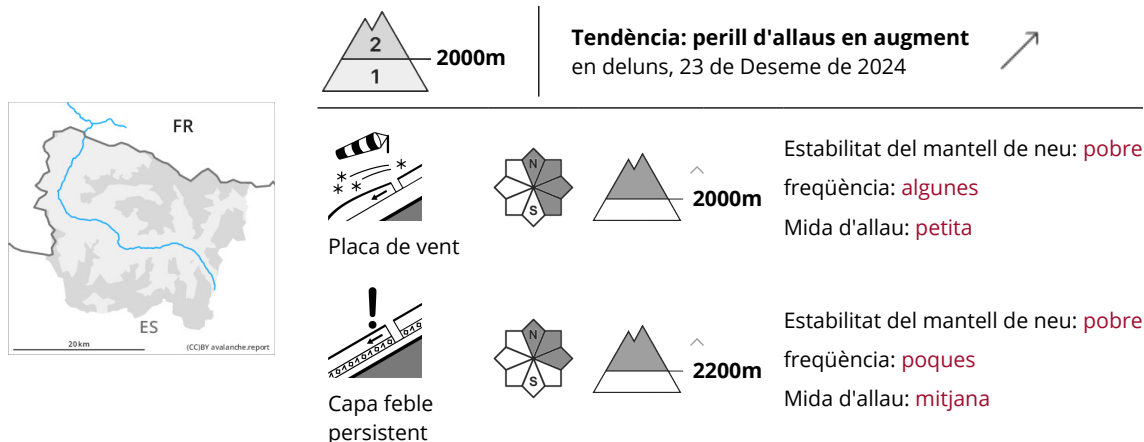 2
1
2000m
Tendència: perill d'allaus en augment
en deluns, 23 de Deseme de 2024
FR
ES
20 km
(CC)BY avalanche.report
Placa de vent
N
S
2000m
Estabilitat del mantell de neu: pobre
freqüència: algunes
Mida d'allau: petita
Capa feble
persistent
N
S
2200m
Estabilitat del mantell de neu: pobre
freqüència: poques
Mida d'allau: mitjana